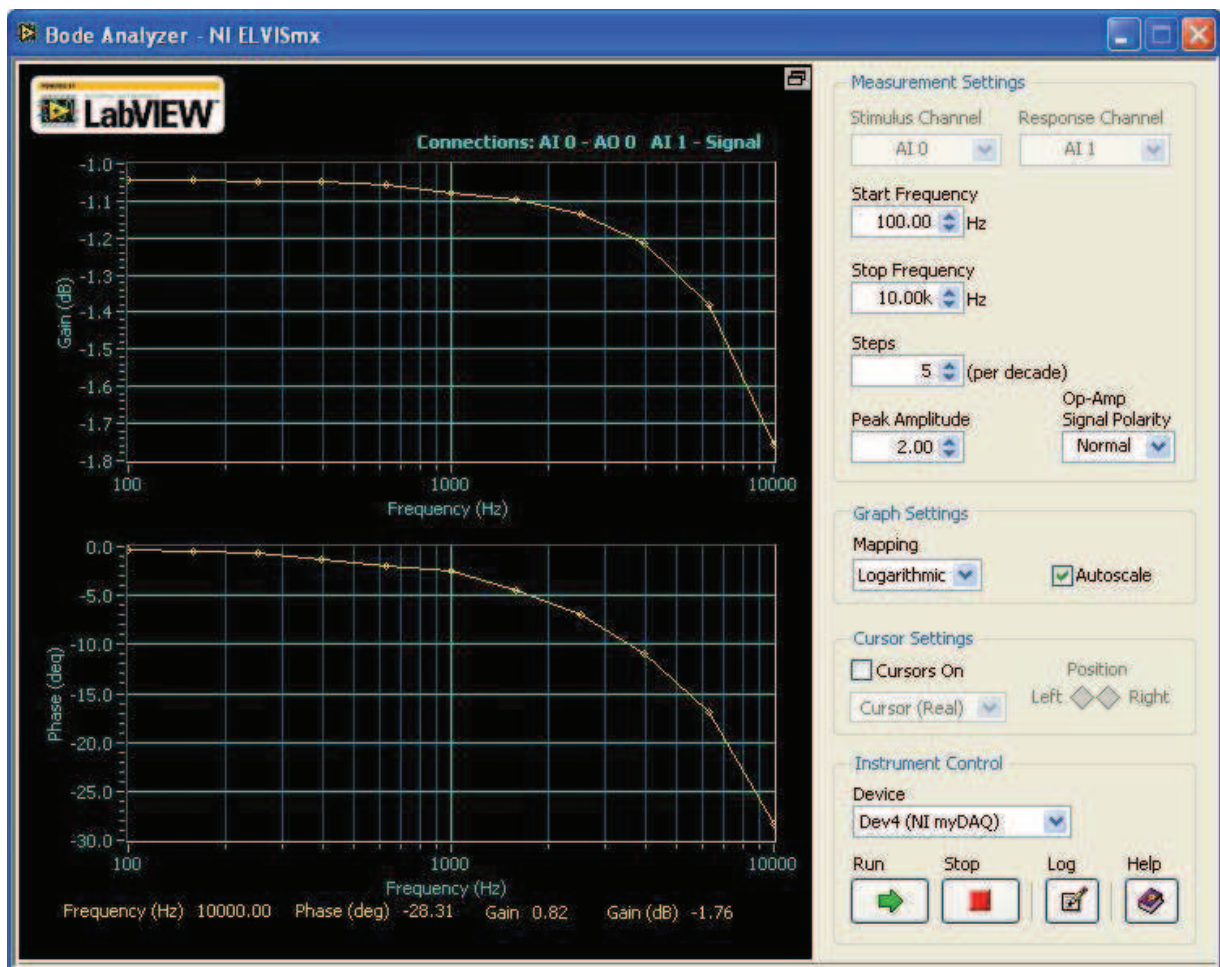 Bode Analyzer - NI ELVISmx
LabVIEW
Connections: AI 0 - AO 0 AI 1 - Signal
-1.0
-1.1
-1.2
-1.3
-1.4
-1.5
-1.6
-1.7
-1.8
Gain (dB)
100 1000 10000
Frequency (Hz)
0.0
-5.0
-10.0
-15.0
-20.0
-25.0
-30.0
Phase (deg)
100 1000 10000
Frequency (Hz)
Frequency (Hz) 10000.00 Phase (deg) -28.31 Gain 0.82 Gain (dB) -1.76
Measurement Settings
Stimulus Channel Response Channel
AI 0 AI 1
Start Frequency
100.00 Hz
Stop Frequency
10.00k Hz
Steps
5 (per decade)
Op-Amp
Peak Amplitude Signal Polarity
2.00 Normal
Graph Settings
Mapping
Logarithmic Autoscale
Cursor Settings
Cursors On Position
Cursor (Real) Left Right
Instrument Control
Device
Dev4 (NI myDAQ)
Run Stop Log Help